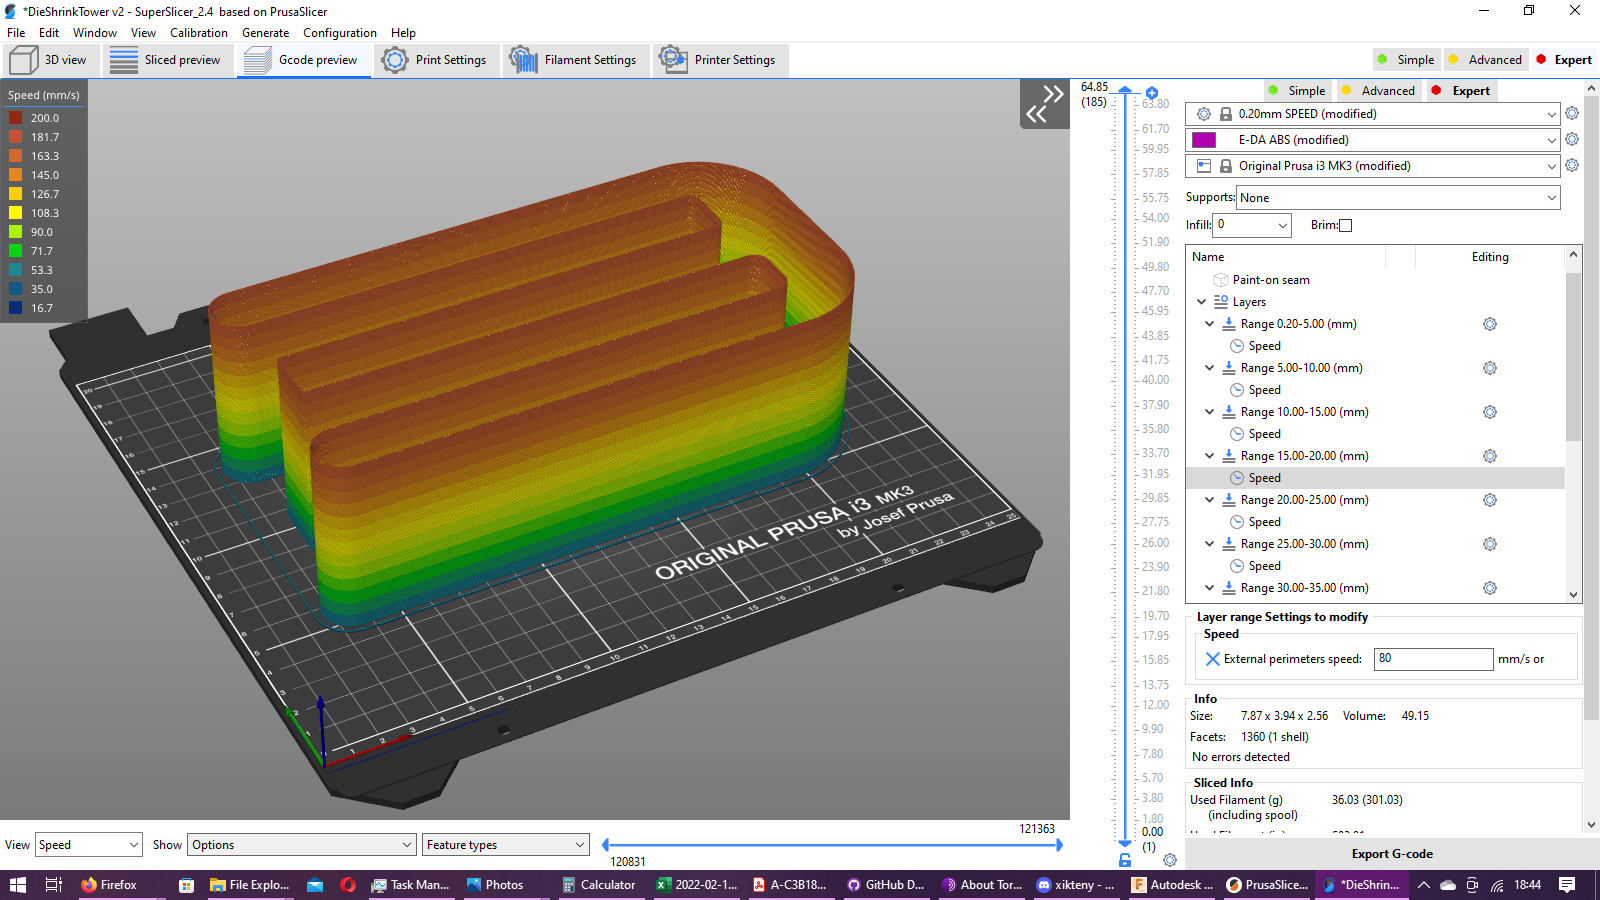 *DieShrinkTower v2 - SuperSlicer_2.4 based on PrusaSlicer
File Edit Window View Calibration Generate Configuration Help
3D view Sliced preview Gcode preview Print Settings Filament Settings Printer Settings
Simple Advanced Expert
Speed (mm/s)
200.0
181.7
163.3
145.0
126.7
108.3
90.0
71.7
53.3
35.0
16.7
ORIGINAL PRUSA i3 MK3
by Josef Prusa
64.85
(185)
63.80
61.70
59.95
57.85
55.75
54.00
51.90
49.80
47.70
45.95
43.85
41.75
40.00
37.90
35.80
33.70
31.95
29.85
27.75
26.00
23.90
21.80
19.70
17.95
15.85
13.75
12.00
9.90
7.80
5.70
3.80
1.80
0.00
(1)
Simple Advanced Expert
0.20mm SPEED (modified)
E-DA ABS (modified)
Original Prusa i3 MK3 (modified)
Supports: None
Infill: 0 Brim:
Name Editing
Paint-on seam
Layers
Range 0.20-5.00 (mm)
Speed
Range 5.00-10.00 (mm)
Speed
Range 10.00-15.00 (mm)
Speed
Range 15.00-20.00 (mm)
Speed
Range 20.00-25.00 (mm)
Speed
Range 25.00-30.00 (mm)
Speed
Range 30.00-35.00 (mm)
Layer range Settings to modify
Speed
External perimeters speed: 80 mm/s or
Info
Size: 7.87 x 3.94 x 2.56 Volume: 49.15
Facets: 1360 (1 shell)
No errors detected
Sliced Info
Used Filament (g) 36.03 (301.03)
(including spool)
Export G-code
View Speed Show Options Feature types
121363
120831
Firefox File Explo... Task Man... Photos Calculator 2022-02-1... A-C3B18... GitHub D... About Tor... xikteny - ... Autodesk ... PrusaSlice... *DieShrin... 18:44